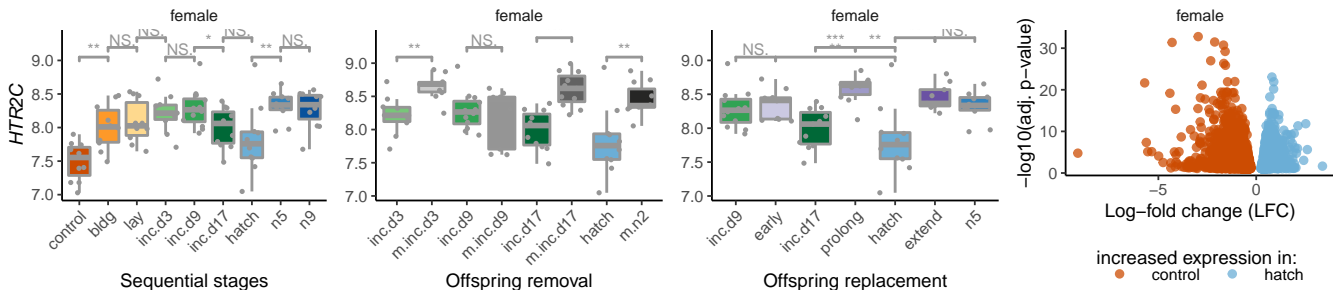 female
HTR2C
9.0
8.5
8.0
7.5
7.0
**
NS.
NS.
NS.
*
NS.
**
NS.
control
bldg
lay
inc.d3
inc.d9
inc.d17
hatch
n5
n9
Sequential stages
female
9.0
8.5
8.0
7.5
7.0
**
NS.
**
inc.d3
m.inc.d3
inc.d9
m.inc.d9
inc.d17
m.inc.d17
hatch
m.n2
Offspring removal
female
9.0
8.5
8.0
7.5
7.0
NS.
***
**
**
NS.
inc.d9
early
inc.d17
prolong
hatch
extend
n5
Offspring replacement
female
−log10(adj. p−value)
30
20
10
0
−5
0
Log−fold change (LFC)
increased expression in:
control
hatch